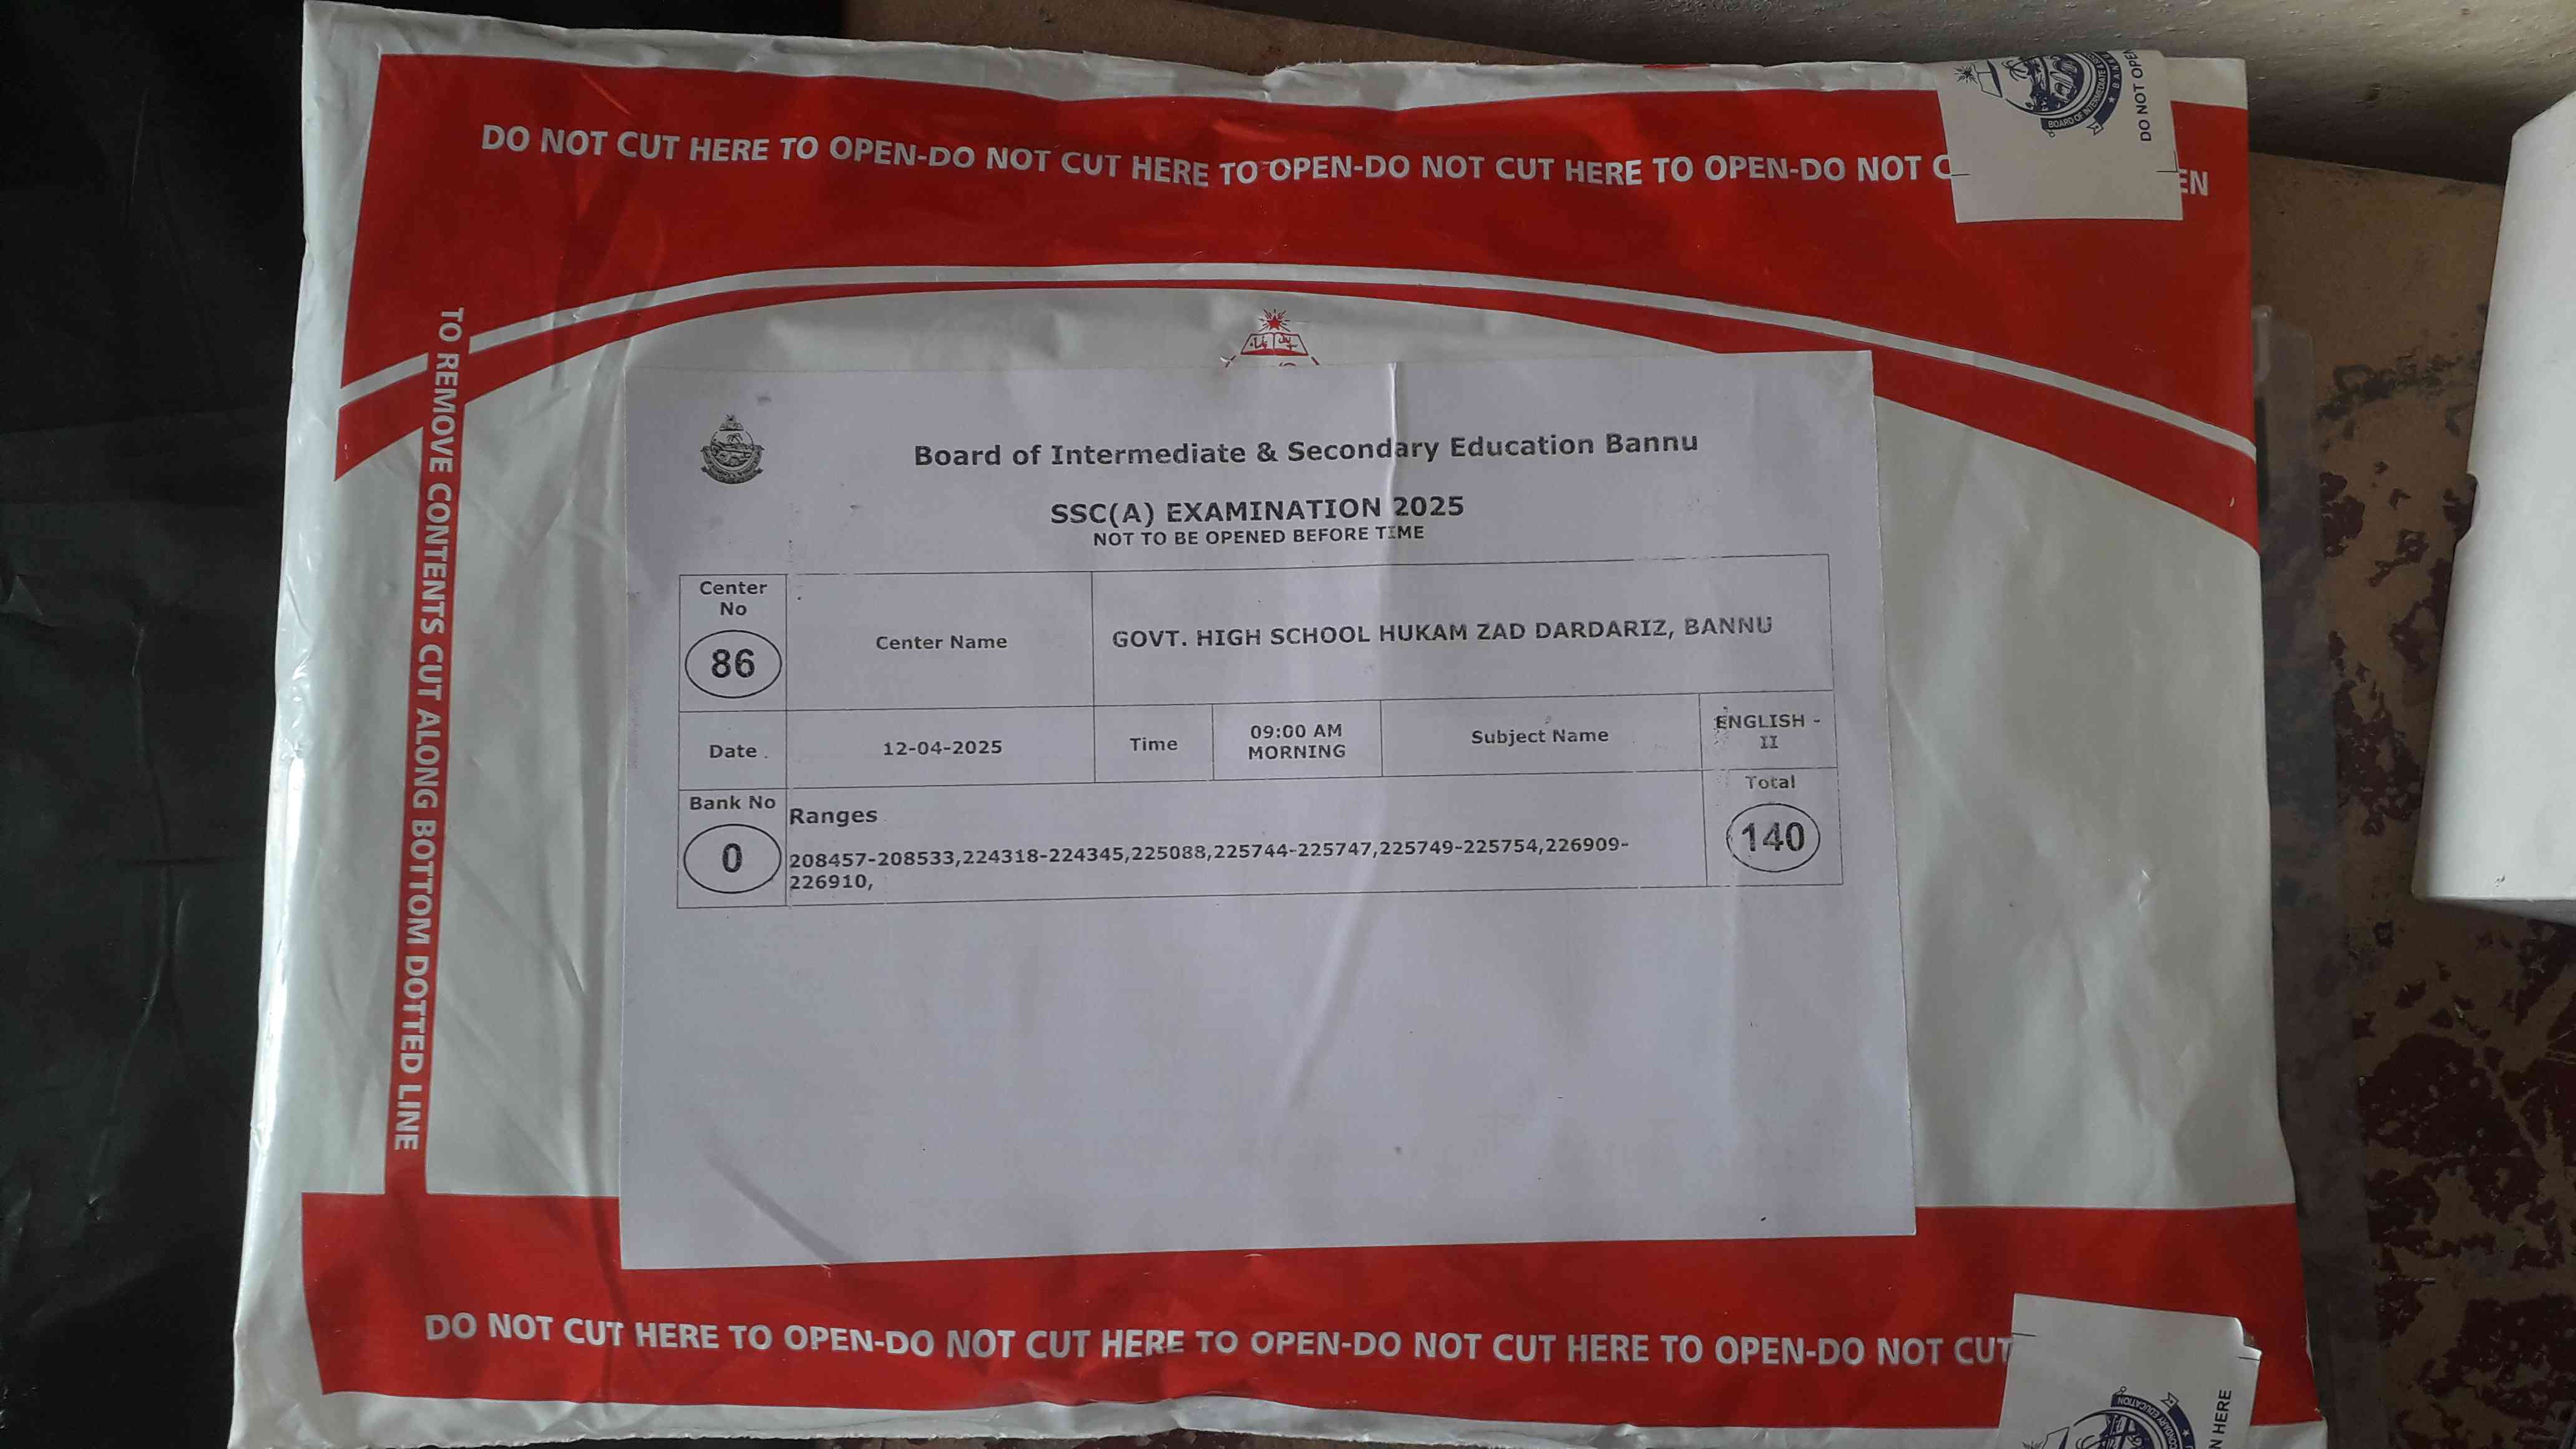 DO NOT CUT HERE TO OPEN-DO NOT CUT HERE TO OPEN-DO NOT CUT HERE TO OPEN-DO NOT C
EN
DO NOT OPE
BOARD OF INTERMEDIATE &
TO REMOVE CONTENTS CUT ALONG BOTTOM DOTTED LINE
Board of Intermediate & Secondary Education Bannu
SSC(A) EXAMINATION 2025
NOT TO BE OPENED BEFORE TIME
Center
No
86
Center Name
GOVT. HIGH SCHOOL HUKAM ZAD DARDARIZ, BANNU
Date .
12-04-2025
Time
09:00 AM
MORNING
Subject Name
ENGLISH -
II
Bank No
0
Ranges
208457-208533,224318-224345,225088,225744-225747,225749-225754,226909-
226910,
Total
140
DO NOT CUT HERE TO OPEN-DO NOT CUT HERE TO OPEN-DO NOT CUT HERE TO OPEN-DO NOT CUT
N HERE